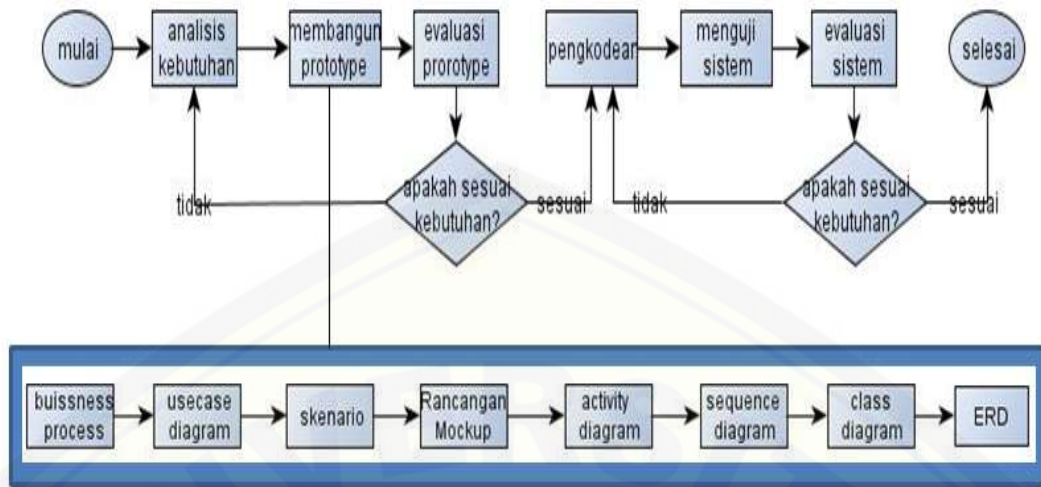 mulai
analisis
kebutuhan
membangun
prototype
evaluasi
prorotype
pengkodean
menguji
sistem
evaluasi
sistem
selesai
tidak
apakah sesuai
kebutuhan?
sesuai
tidak
apakah sesuai
kebutuhan?
sesuai
buissness
process
usecase
diagram
skenario
Rancangan
Mockup
activity
diagram
sequence
diagram
class
diagram
ERD